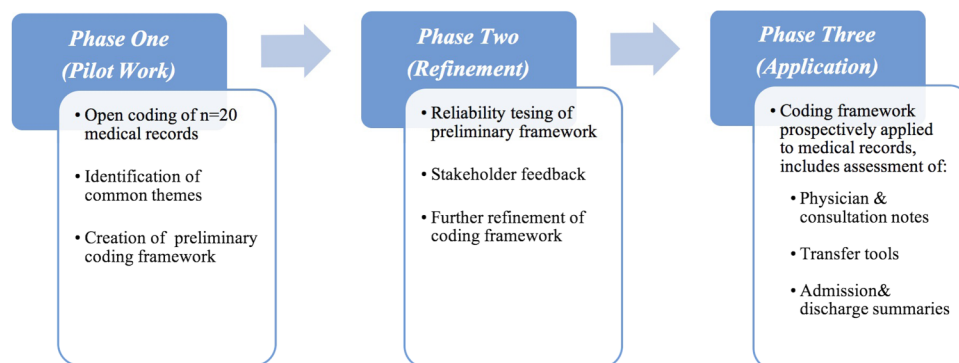 Phase One
(Pilot Work)
• Open coding of n=20
medical records
• Identification of
common themes
• Creation of preliminary
coding framework
Phase Two
(Refinement)
• Reliability tesing of
preliminary framework
• Stakeholder feedback
• Further refinement of
coding framework
Phase Three
(Application)
• Coding framework
prospectively applied
to medical records,
includes assessment of:
• Physician &
consultation notes
• Transfer tools
• Admission&
discharge summaries